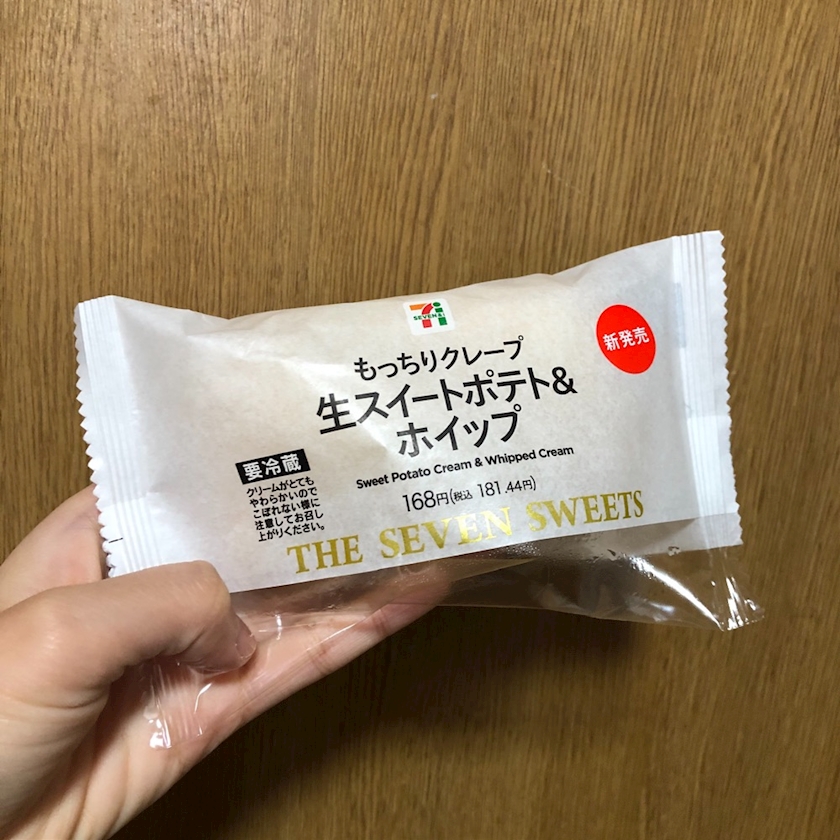 SEVEN&i
新発売
もっちりクレープ
生スイートポテト&
ホイップ
Sweet Potato Cream & Whipped Cream
168円(税込 181.44円)
要冷蔵
クリームがとても
やわらかいので
こぼれない様に
注意してお召し
上がりください。
THE SEVEN SWEETS